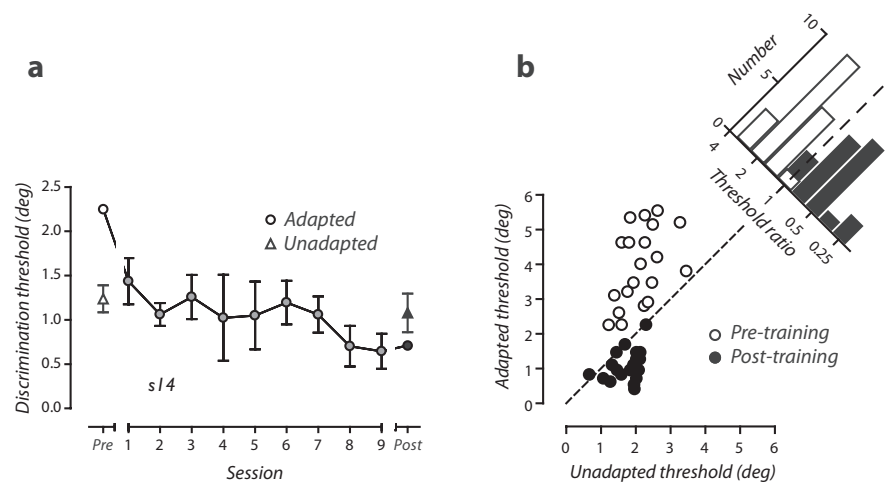 a
Discrimination threshold (deg)
2.5
2.0
1.5
1.0
0.5
0.0
Adapted
Unadapted
s14
Pre 1 2 3 4 5 6 7 8 9 Post
Session
b
Number
10
5
0
4
2
1
0.5
0.25
Threshold ratio
Adapted threshold (deg)
6
5
4
3
2
1
0
Pre-training
Post-training
0 1 2 3 4 5 6
Unadapted threshold (deg)